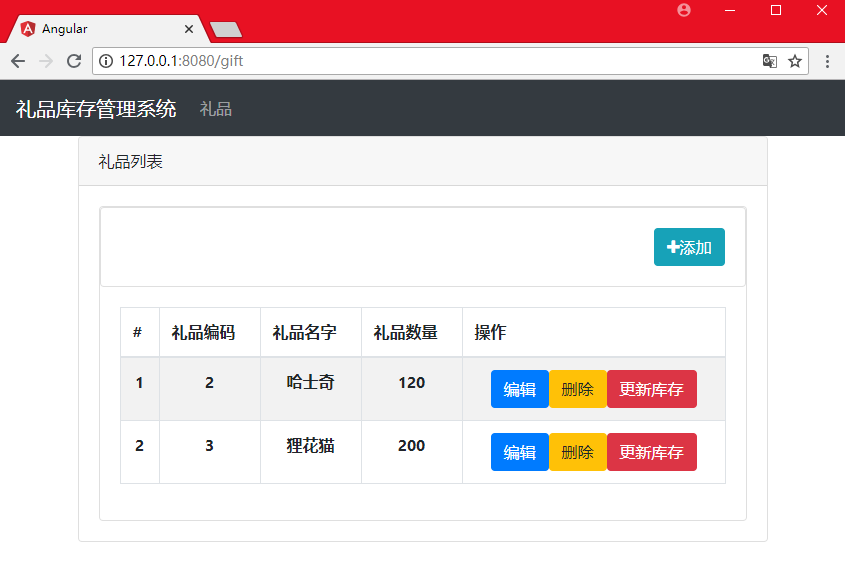 Angular
127.0.0.1:8080/gift
礼品库存管理系统 礼品
礼品列表
添加
# 礼品编码 礼品名字 礼品数量 操作
1 2 哈士奇 120 编辑 删除 更新库存
2 3 狸花猫 200 编辑 删除 更新库存